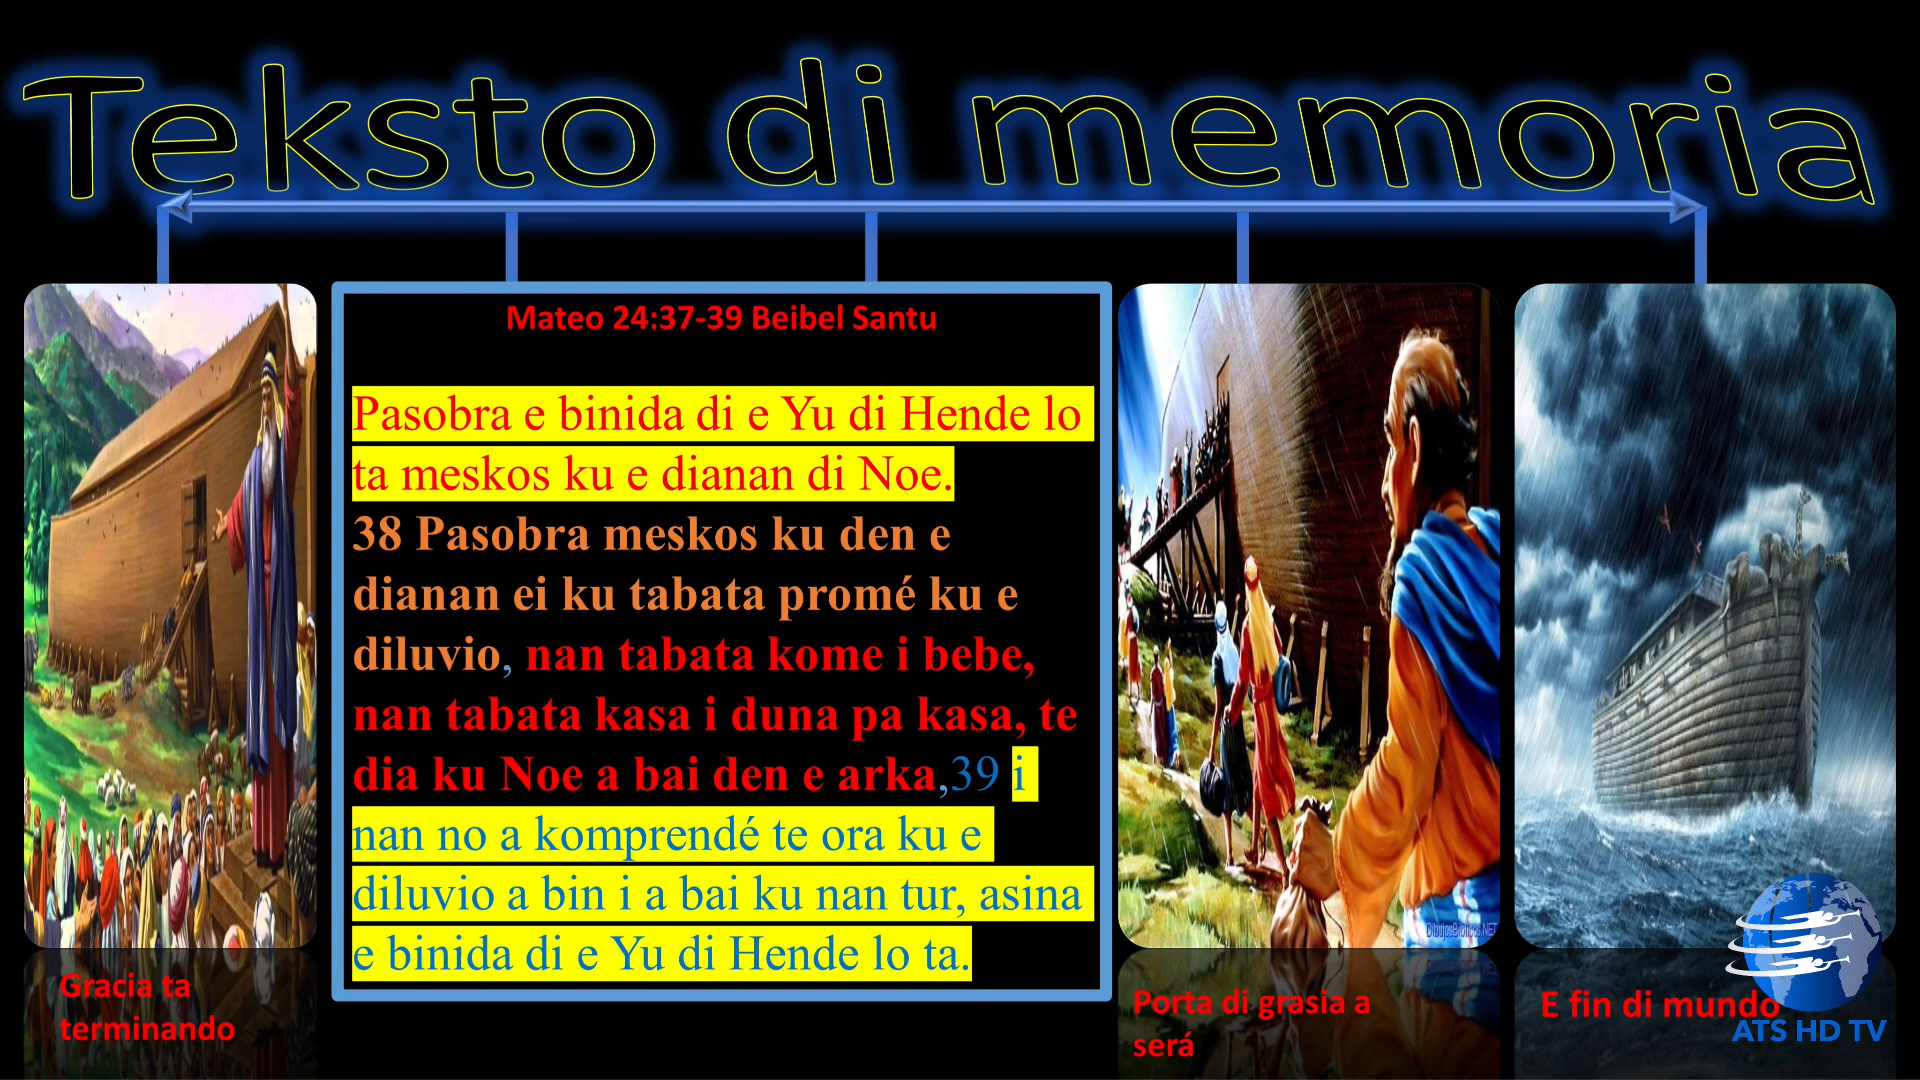 Teksto di memoria
Mateo 24:37-39 Beibel Santu
Pasobra e binida di e Yu di Hende lo
ta meskos ku e dianan di Noe.
38 Pasobra meskos ku den e
dianan ei ku tabata promé ku e
diluvio, nan tabata kome i bebe,
nan tabata kasa i duna pa kasa, te
dia ku Noe a bai den e arka,39 i
nan no a komprendé te ora ku e
diluvio a bin i a bai ku nan tur, asina
e binida di e Yu di Hende lo ta.
DibujosBiblicos.NET
Gracia ta
terminando
Porta di grasia a
será
E fin di mundo
ATS HD TV